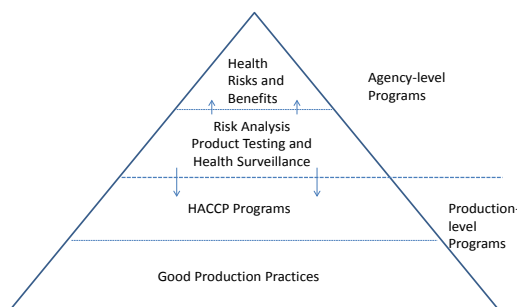 Health
Risks and
Benefits
Agency-level
Programs
Risk Analysis
Product Testing and
Health Surveillance
HACCP Programs
Production-
level
Programs
Good Production Practices